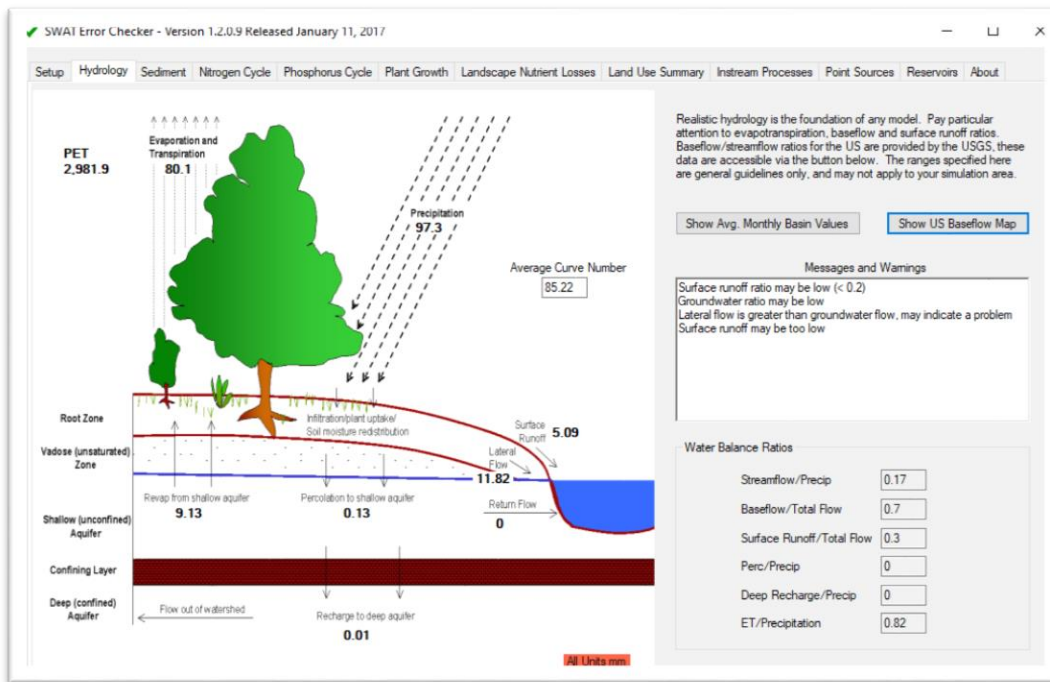 SWAT Error Checker - Version 1.2.0.9 Released January 11, 2017
Setup Hydrology Sediment Nitrogen Cycle Phosphorus Cycle Plant Growth Landscape Nutrient Losses Land Use Summary Instream Processes Point Sources Reservoirs About
PET
2,981.9
Evaporation and
Transpiration
80.1
Precipitation
97.3
Average Curve Number
85.22
Root Zone
Vadose (unsaturated)
Zone
Shallow (unconfined)
Aquifer
Confining Layer
Deep (confined)
Aquifer
Infiltration/plant uptake/
Soil moisture redistribution
Surface
Runoff
5.09
Lateral
Flow
11.82
Revap from shallow aquifer
9.13
Percolation to shallow aquifer
0.13
Return Flow
0
Flow out of watershed
Recharge to deep aquifer
0.01
All Units mm
Realistic hydrology is the foundation of any model. Pay particular
attention to evapotranspiration, baseflow and surface runoff ratios.
Baseflow/streamflow ratios for the US are provided by the USGS, these
data are accessible via the button below. The ranges specified here
are general guidelines only, and may not apply to your simulation area.
Show Avg. Monthly Basin Values
Show US Baseflow Map
Messages and Warnings
Surface runoff ratio may be low (< 0.2)
Groundwater ratio may be low
Lateral flow is greater than groundwater flow, may indicate a problem
Surface runoff may be too low
Water Balance Ratios
Streamflow/Precip 0.17
Baseflow/Total Flow 0.7
Surface Runoff/Total Flow 0.3
Perc/Precip 0
Deep Recharge/Precip 0
ET/Precipitation 0.82